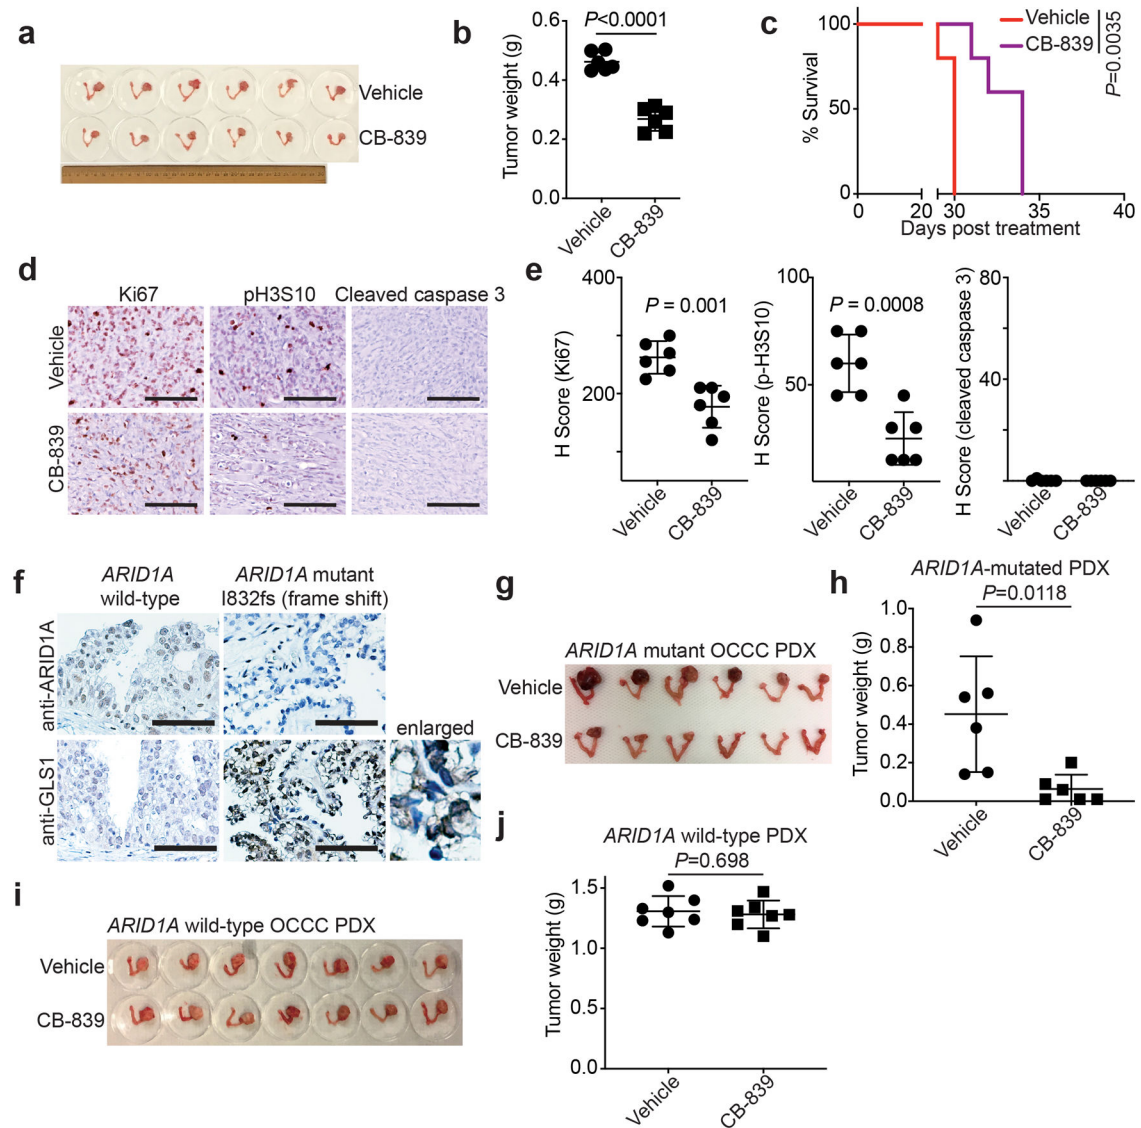 a
Vehicle
CB-839
b
P<0.0001
Tumor weight (g)
0.6
0.4
0.2
0.0
Vehicle
CB-839
c
Vehicle
CB-839
P=0.0035
% Survival
100
50
0
0
20
30
35
40
Days post treatment
d
Ki67
pH3S10
Cleaved caspase 3
Vehicle
CB-839
e
H Score (Ki67)
400
200
P = 0.001
Vehicle
CB-839
H Score (p-H3S10)
100
50
P = 0.0008
Vehicle
CB-839
H Score (cleaved caspase 3)
80
40
0
Vehicle
CB-839
f
ARID1A
wild-type
ARID1A mutant
I832fs (frame shift)
anti-ARID1A
anti-GLS1
enlarged
g
ARID1A mutant OCCC PDX
Vehicle
CB-839
h
ARID1A-mutated PDX
P=0.0118
Tumor weight (g)
1.0
0.8
0.6
0.4
0.2
0.0
Vehicle
CB-839
i
ARID1A wild-type OCCC PDX
Vehicle
CB-839
j
ARID1A wild-type PDX
P=0.698
Tumor weight (g)
1.5
1.0
0.5
0.0
Vehicle
CB-839